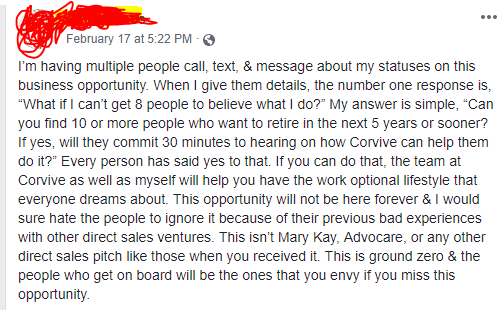 February 17 at 5:22 PM ·
I'm having multiple people call, text, & message about my statuses on this
business opportunity. When I give them details, the number one response is,
“What if I can't get 8 people to believe what I do?” My answer is simple, “Can
you find 10 or more people who want to retire in the next 5 years or sooner?
If yes, will they commit 30 minutes to hearing on how Corvive can help them
do it?” Every person has said yes to that. If you can do that, the team at
Corvive as well as myself will help you have the work optional lifestyle that
everyone dreams about. This opportunity will not be here forever & I would
sure hate the people to ignore it because of their previous bad experiences
with other direct sales ventures. This isn't Mary Kay, Advocare, or any other
direct sales pitch like those when you received it. This is ground zero & the
people who get on board will be the ones that you envy if you miss this
opportunity.